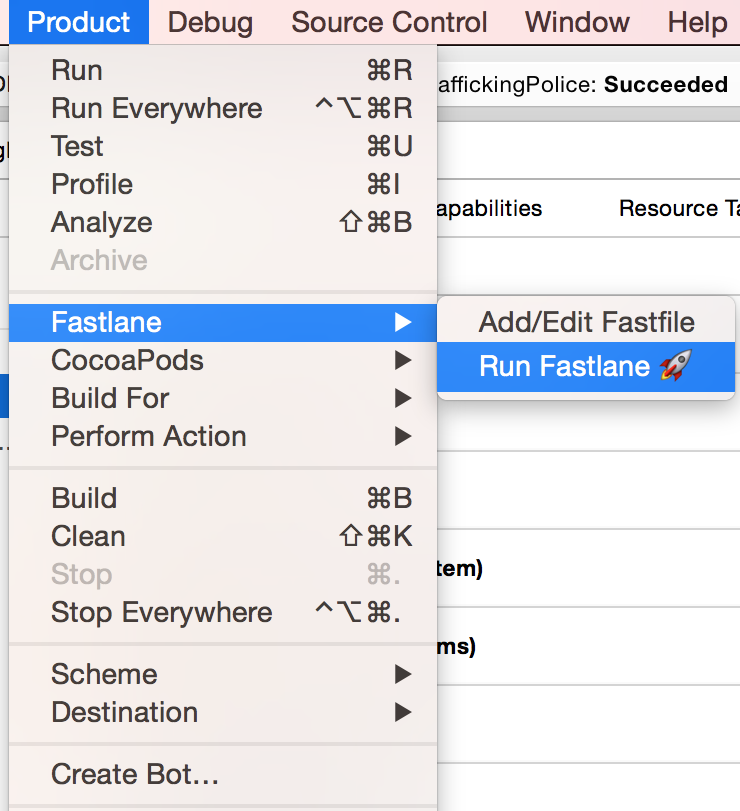 Product Debug Source Control Window Help
Run ⌘R
affickingPolice: Succeeded
Run Everywhere ^⌥⌘R
Test ⌘U
Profile ⌘I
Analyze ⇧⌘B
apabilities Resource Ta
Archive
Fastlane ▶
Add/Edit Fastfile
CocoaPods ▶
Run Fastlane 🚀
Build For ▶
Perform Action ▶
Build ⌘B
Clean ⇧⌘K
Stop ⌘.
tem)
Stop Everywhere ^⌥⌘.
ms)
Scheme ▶
Destination ▶
Create Bot…